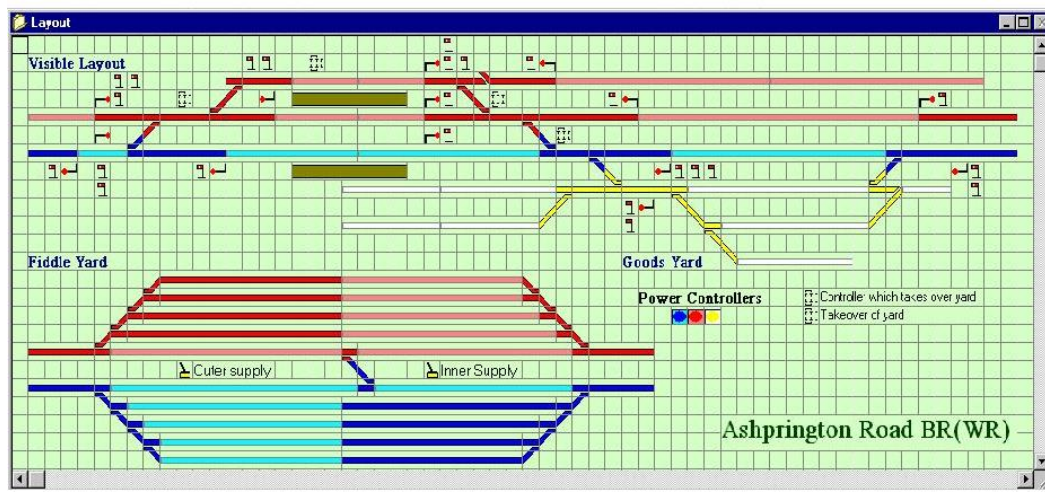 Layout
Visible Layout
Fiddle Yard
Goods Yard
Power Controllers
: Controller which takes over yard
: Takeover of yard
Outer supply
Inner Supply
Ashprington Road BR(WR)